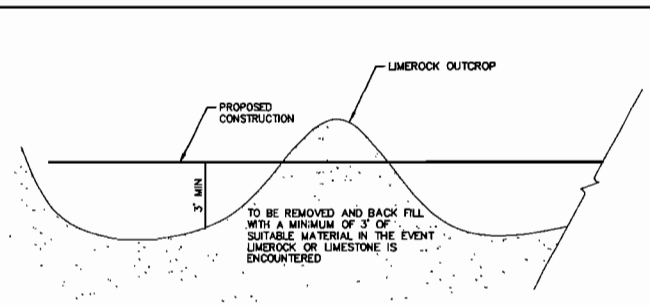 LIMEROCK OUTCROP
PROPOSED
CONSTRUCTION
3' MIN
TO BE REMOVED AND BACK FILL
WITH A MINIMUM OF 3' OF
SUITABLE MATERIAL IN THE EVENT
LIMEROCK OR LIMESTONE IS
ENCOUNTERED